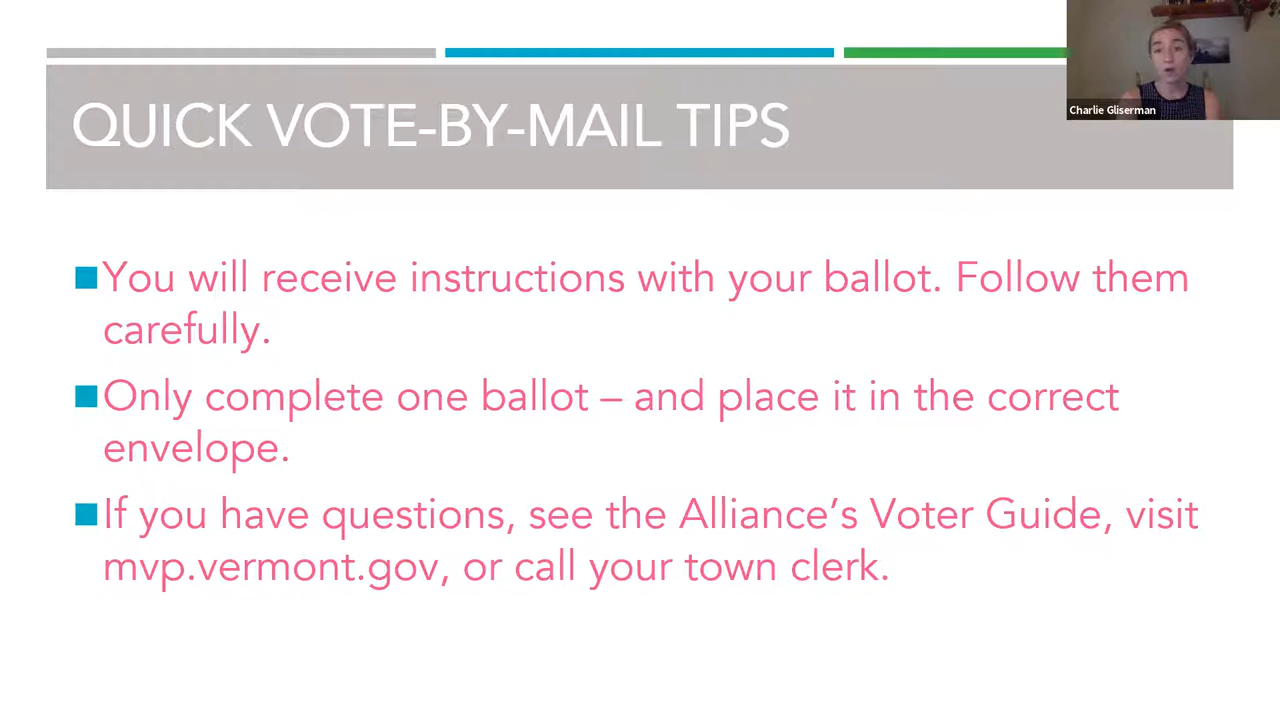 Charlie Gliserman
QUICK VOTE-BY-MAIL TIPS
You will receive instructions with your ballot. Follow them
carefully.
Only complete one ballot – and place it in the correct
envelope.
If you have questions, see the Alliance’s Voter Guide, visit
mvp.vermont.gov, or call your town clerk.